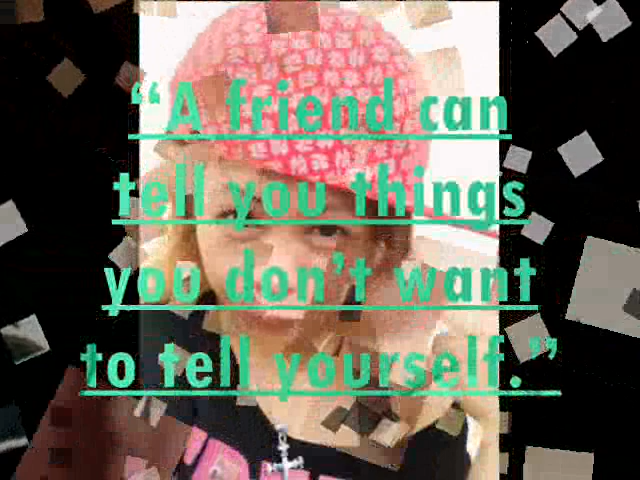 “A friend can
tell you things
you don’t want
to tell yourself.”